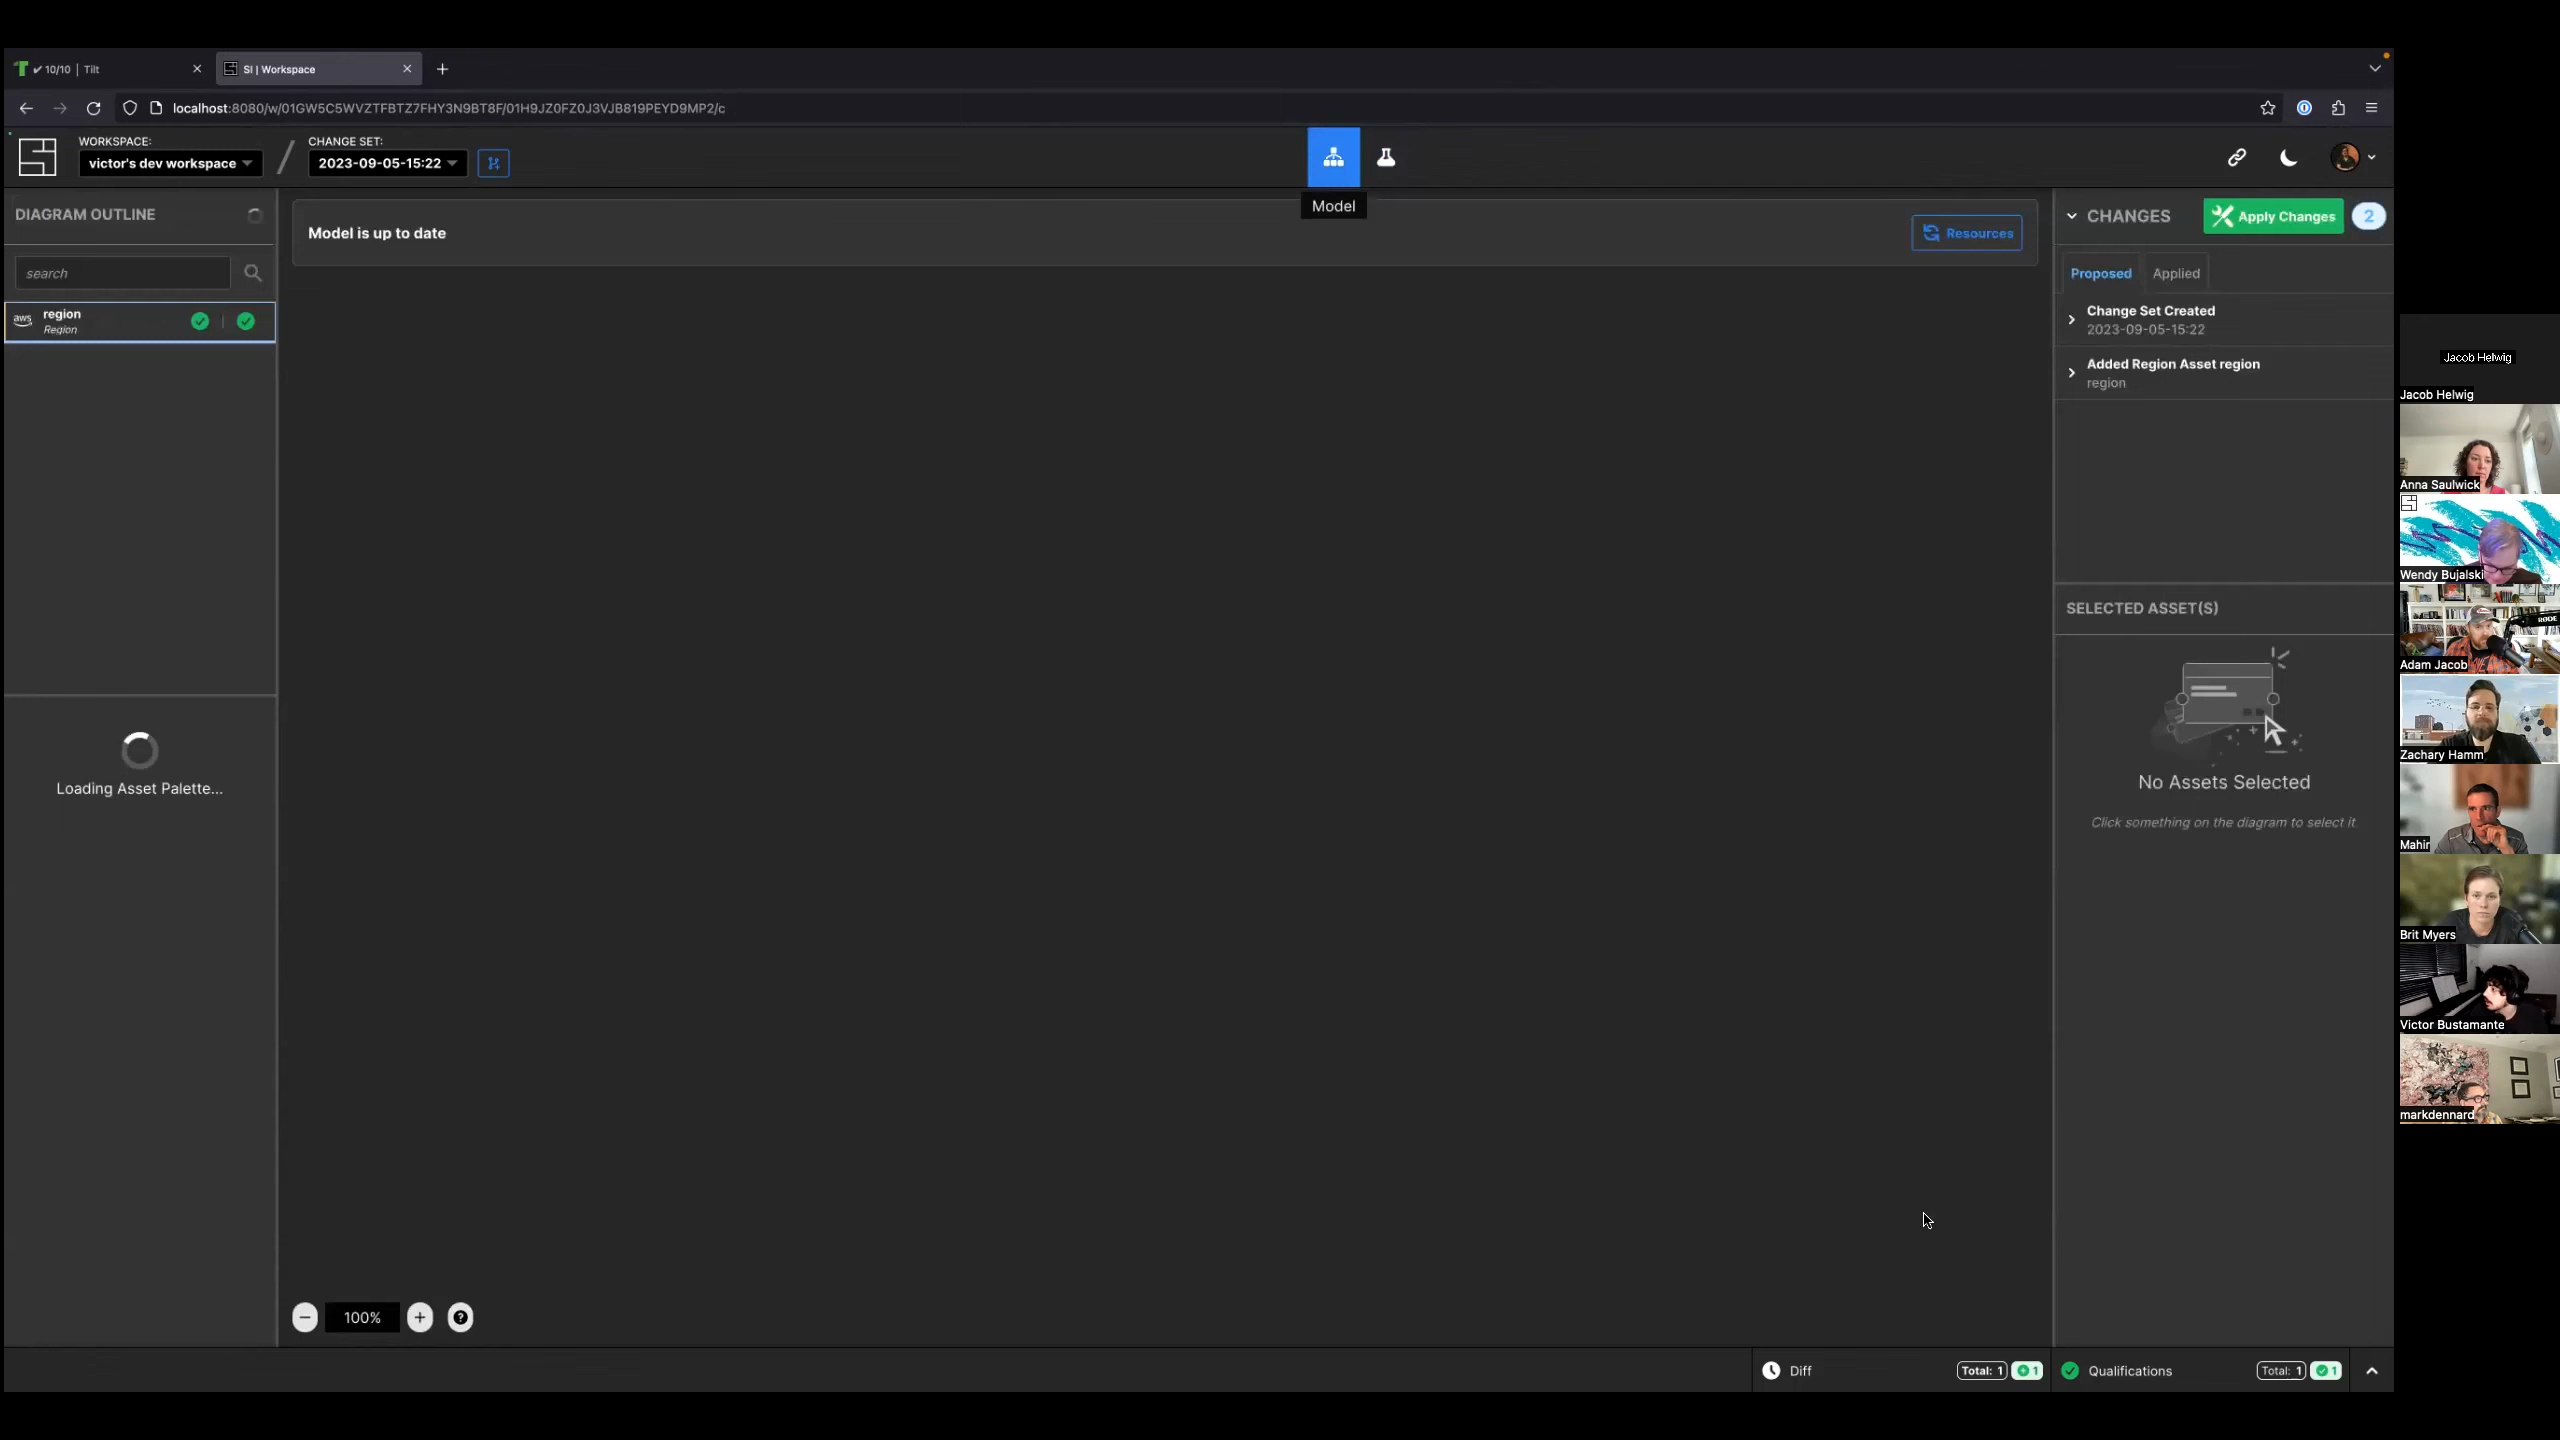 ✔ 10/10 | Tilt
SI | Workspace
localhost:8080/w/01GW5C5WVZTFBTZ7FHY3N9BT8F/01H9JZ0FZ0J3VJB819PEYD9MP2/c
WORKSPACE:
victor's dev workspace
CHANGE SET:
2023-09-05-15:22
Model
DIAGRAM OUTLINE
search
aws
region
Region
Loading Asset Palette...
Model is up to date
Resources
100%
CHANGES
Apply Changes
2
Proposed
Applied
Change Set Created
2023-09-05-15:22
Added Region Asset region
region
SELECTED ASSET(S)
No Assets Selected
Click something on the diagram to select it
Diff
Total: 1
1
Qualifications
Total: 1
1
Jacob Helwig
Jacob Helwig
Anna Saulwick
Wendy Bujalski
RØDE
Adam Jacob
Zachary Hamm
Mahir
Brit Myers
Victor Bustamante
markdennard